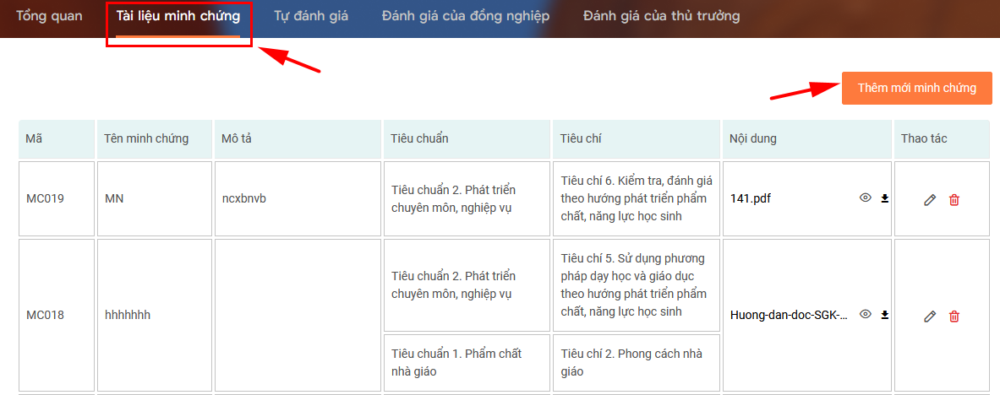 Tổng quan Tài liệu minh chứng Tự đánh giá Đánh giá của đồng nghiệp Đánh giá của thủ trưởng
Thêm mới minh chứng
Mã Tên minh chứng Mô tả Tiêu chuẩn Tiêu chí Nội dung Thao tác
MC019
MN
ncxbnvb
Tiêu chuẩn 2. Phát triển
chuyên môn, nghiệp vụ
Tiêu chí 6. Kiểm tra, đánh giá
theo hướng phát triển phẩm
chất, năng lực học sinh
141.pdf
MC018
hhhhhhh
Tiêu chuẩn 2. Phát triển
chuyên môn, nghiệp vụ
Tiêu chí 5. Sử dụng phương
pháp dạy học và giáo dục
theo hướng phát triển phẩm
chất, năng lực học sinh
Huong-dan-doc-SGK-...
Tiêu chuẩn 1. Phẩm chất
nhà giáo
Tiêu chí 2. Phong cách nhà
giáo